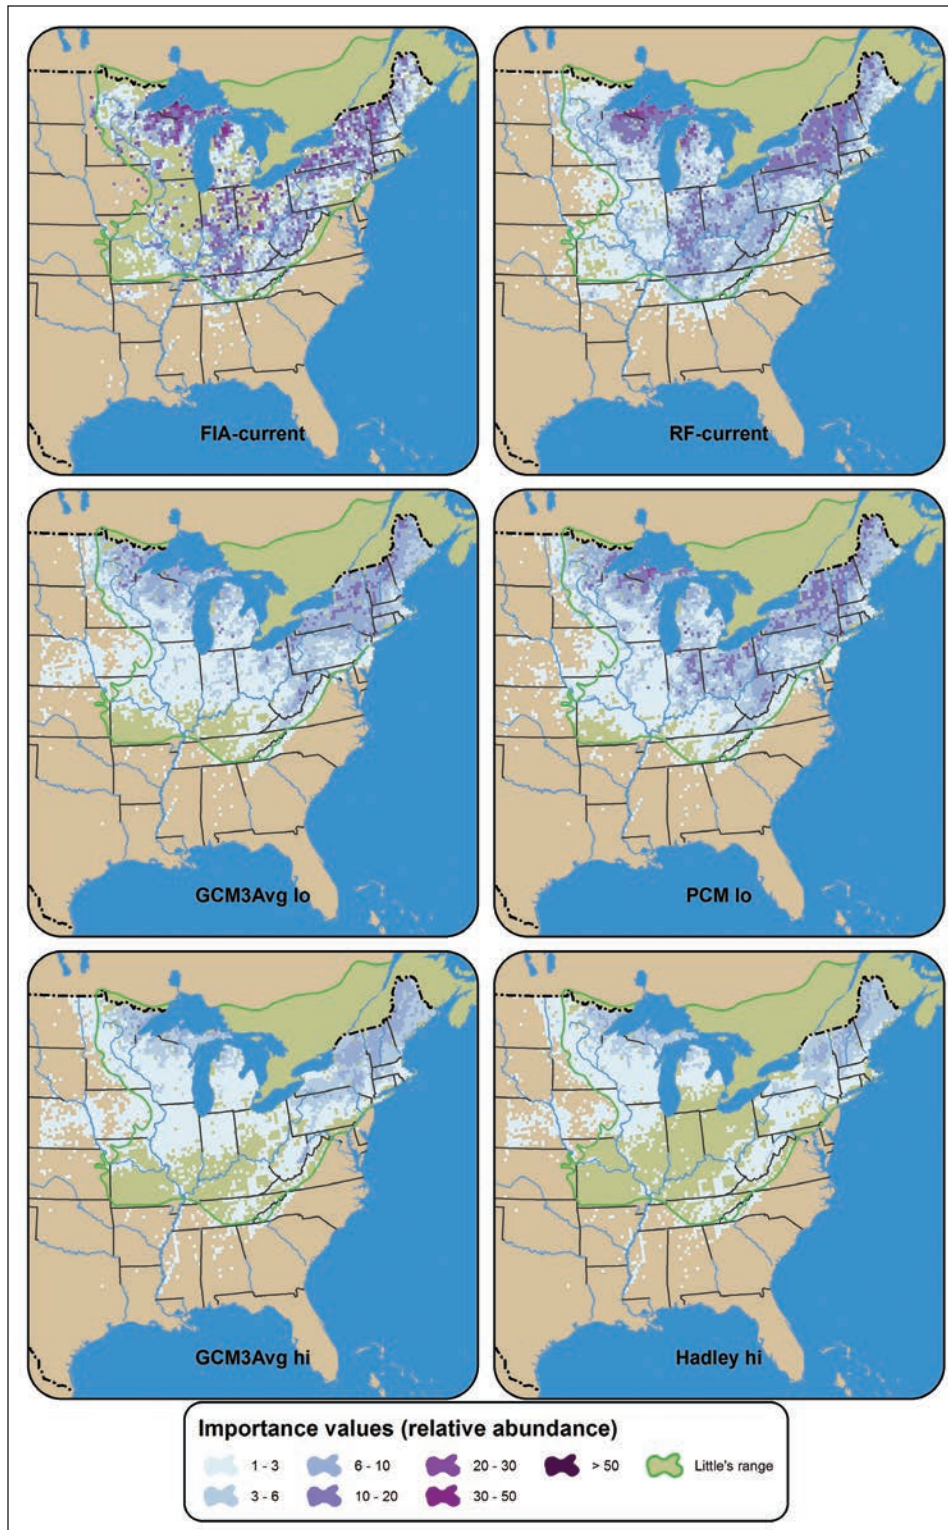 FIA-current
RF-current
GCM3Avg lo
PCM lo
GCM3Avg hi
Hadley hi
Importance values (relative abundance)
1 - 3
6 - 10
20 - 30
> 50
Little's range
3 - 6
10 - 20
30 - 50